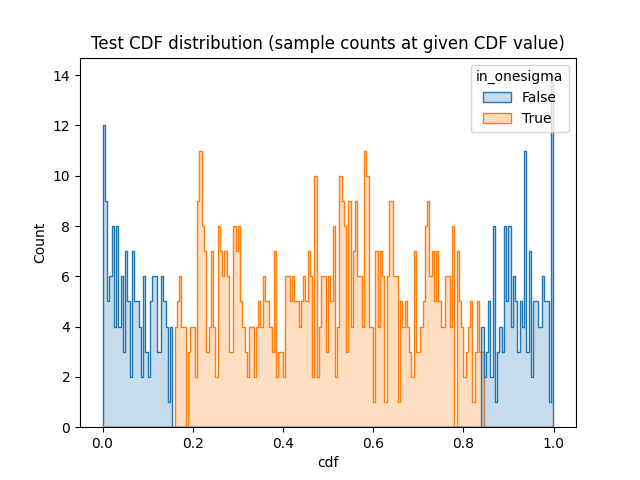 Test CDF distribution (sample counts at given CDF value)
in_onesigma
False
True
Count
14
12
10
8
6
4
2
0
0.0 0.2 0.4 0.6 0.8 1.0
cdf